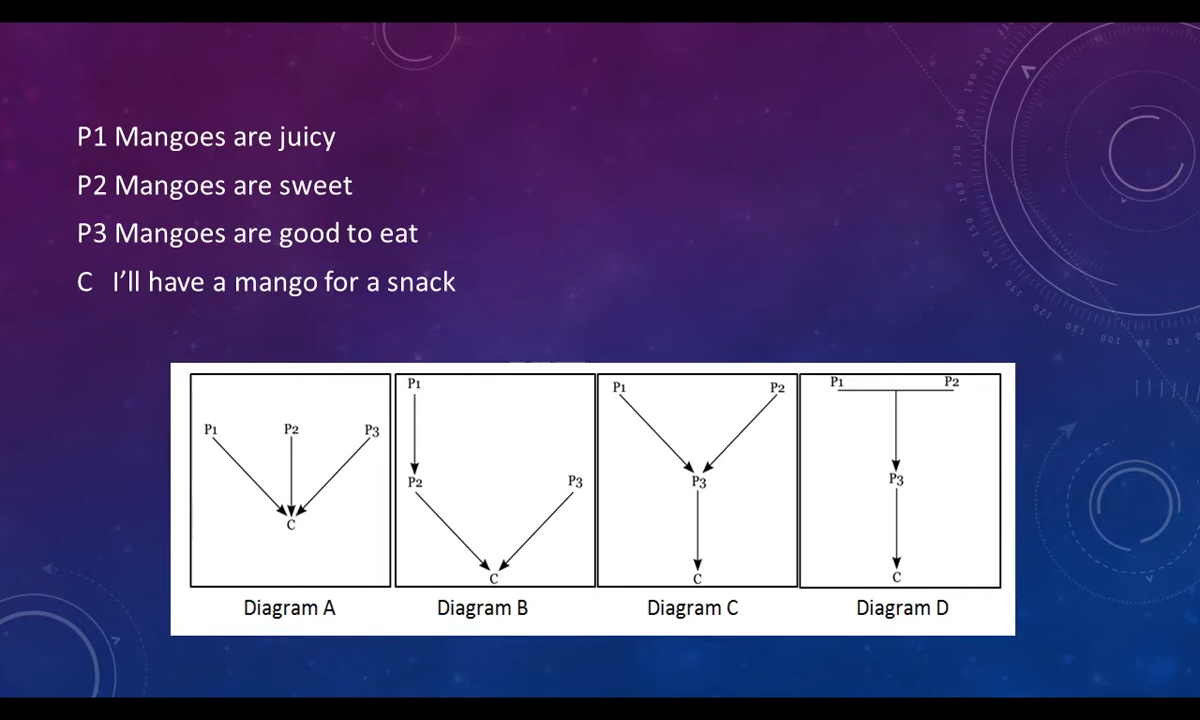 P1 Mangoes are juicy
P2 Mangoes are sweet
P3 Mangoes are good to eat
C I’ll have a mango for a snack
P1 P2 P3
C
Diagram A
P1
P2 P3
C
Diagram B
P1 P2
P3
C
Diagram C
P1 P2
P3
C
Diagram D